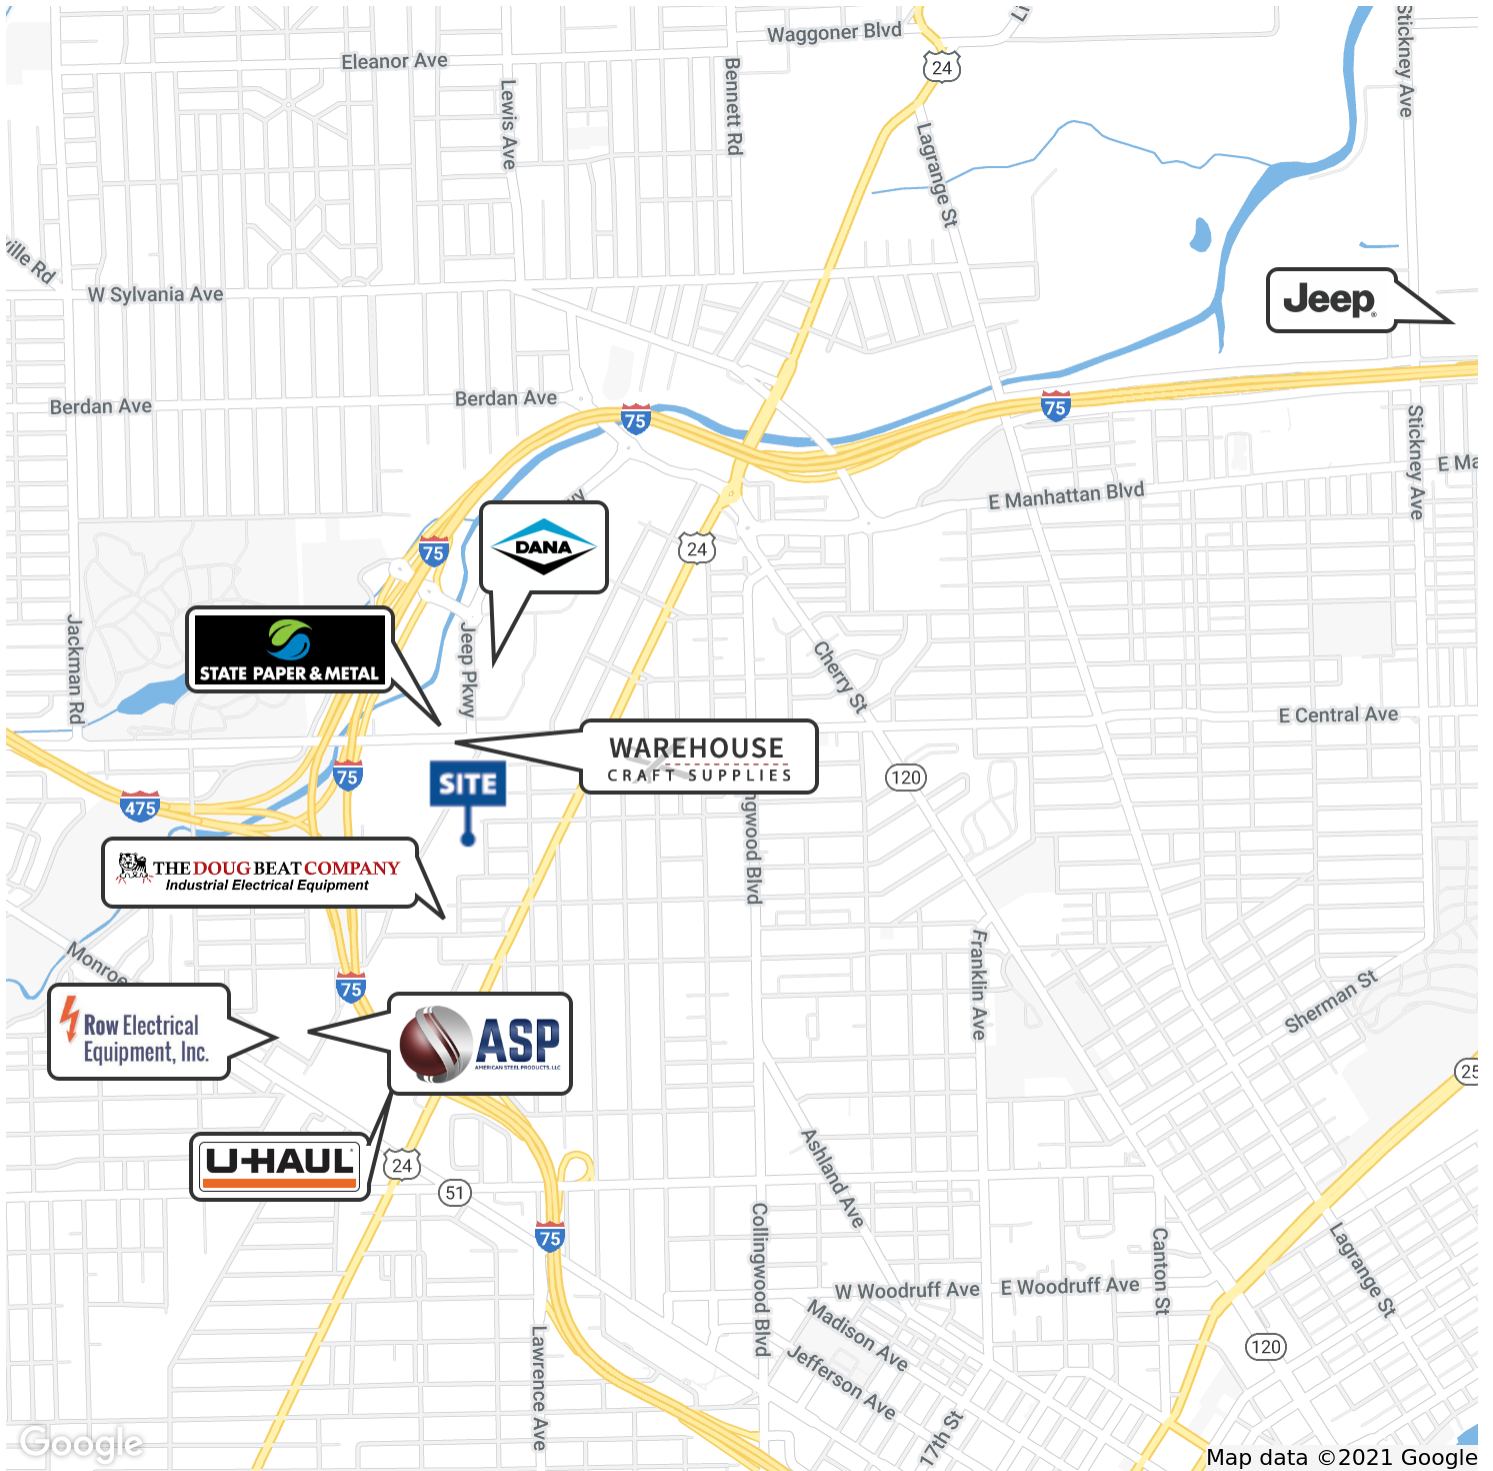 Waggoner Blvd
Eleanor Ave
24
Stickney Ave
Lewis Ave
Bennett Rd
Lagrange St
ville Rd
W Sylvania Ave
Jeep
Berdan Ave
Berdan Ave
75
75
Stickney Ave
E Ma
E Manhattan Blvd
DANA
24
75
STATE PAPER & METAL
Jackman Rd
Jeep Pkwy
Cherry St
E Central Ave
WAREHOUSE
CRAFT SUPPLIES
SITE
75
120
475
ngwood Blvd
THE DOUG BEAT COMPANY
Industrial Electrical Equipment
Monroe
Franklin Ave
Sherman St
75
Row Electrical
Equipment, Inc.
ASP
AMERICAN STEEL PRODUCTS, LLC
25
U-HAUL
24
51
Ashland Ave
75
Collingwood Blvd
Canton St
Lagrange St
W Woodruff Ave
E Woodruff Ave
Madison Ave
Jefferson Ave
120
Lawrence Ave
17th St
Google
Map data ©2021 Google